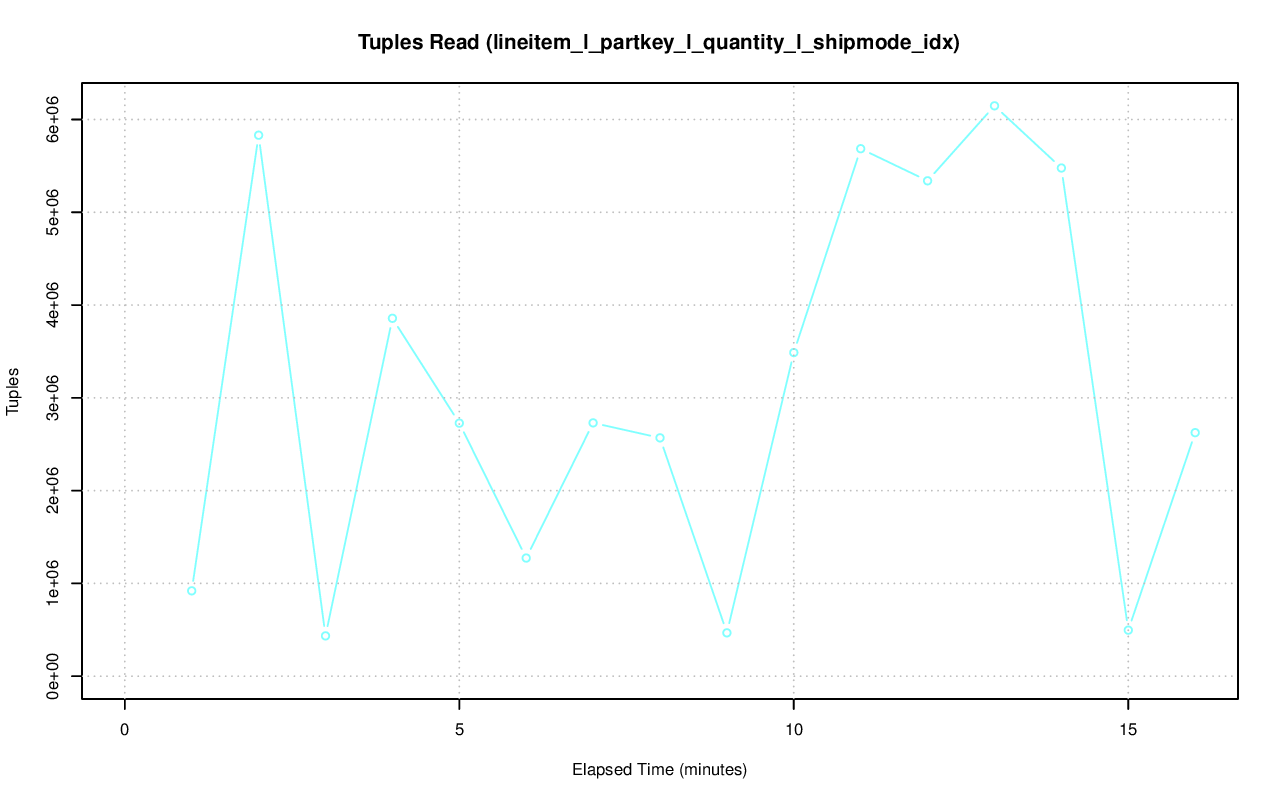 Tuples Read (lineitem_l_partkey_l_quantity_l_shipmode_idx)
6e+06
5e+06
4e+06
3e+06
2e+06
1e+06
0e+00
Tuples
0 5 10 15
Elapsed Time (minutes)